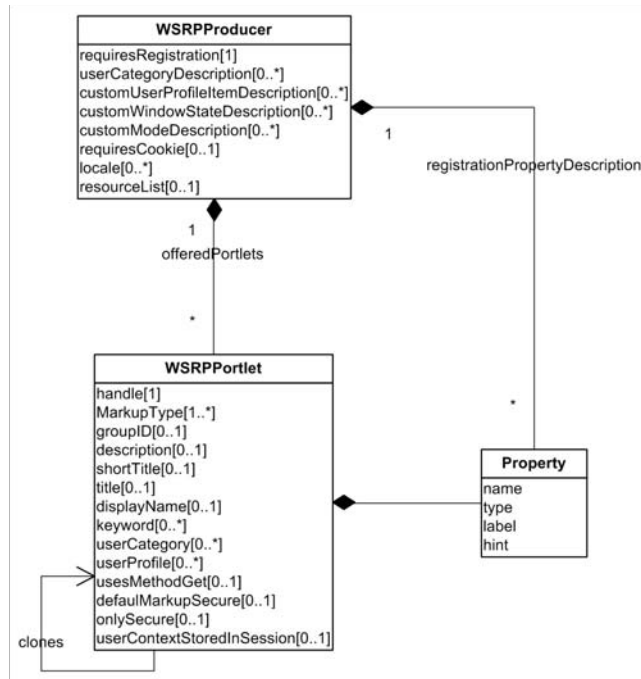 WSRPProducer
requiresRegistration[1]
userCategoryDescription[0..*]
customUserProfileItemDescription[0..*]
customWindowStateDescription[0..*]
customModeDescription[0..*]
requiresCookie[0..1]
locale[0..*]
resourceList[0..1]
1
registrationPropertyDescription
1
offeredPortlets
*
WSRPPortlet
handle[1]
MarkupType[1..*]
groupID[0..1]
description[0..1]
shortTitle[0..1]
title[0..1]
displayName[0..1]
keyword[0..*]
userCategory[0..*]
userProfile[0..*]
usesMethodGet[0..1]
defaulMarkupSecure[0..1]
onlySecure[0..1]
userContextStoredInSession[0..1]
clones
*
Property
name
type
label
hint